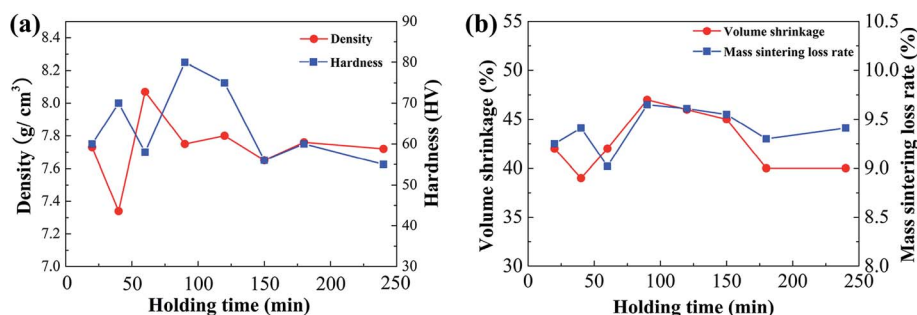 (a)
8.4
8.2
8.0
7.8
7.6
7.4
7.2
7.0
Density (g/ cm³)
90
80
70
60
50
40
30
Hardness (HV)
Density
Hardness
0 50 100 150 200 250
Holding time (min)
(b)
55
50
45
40
35
30
Volume shrinkage (%)
10.5
10.0
9.5
9.0
8.5
8.0
Mass sintering loss rate (%)
Volume shrinkage
Mass sintering loss rate
0 50 100 150 200 250
Holding time (min)